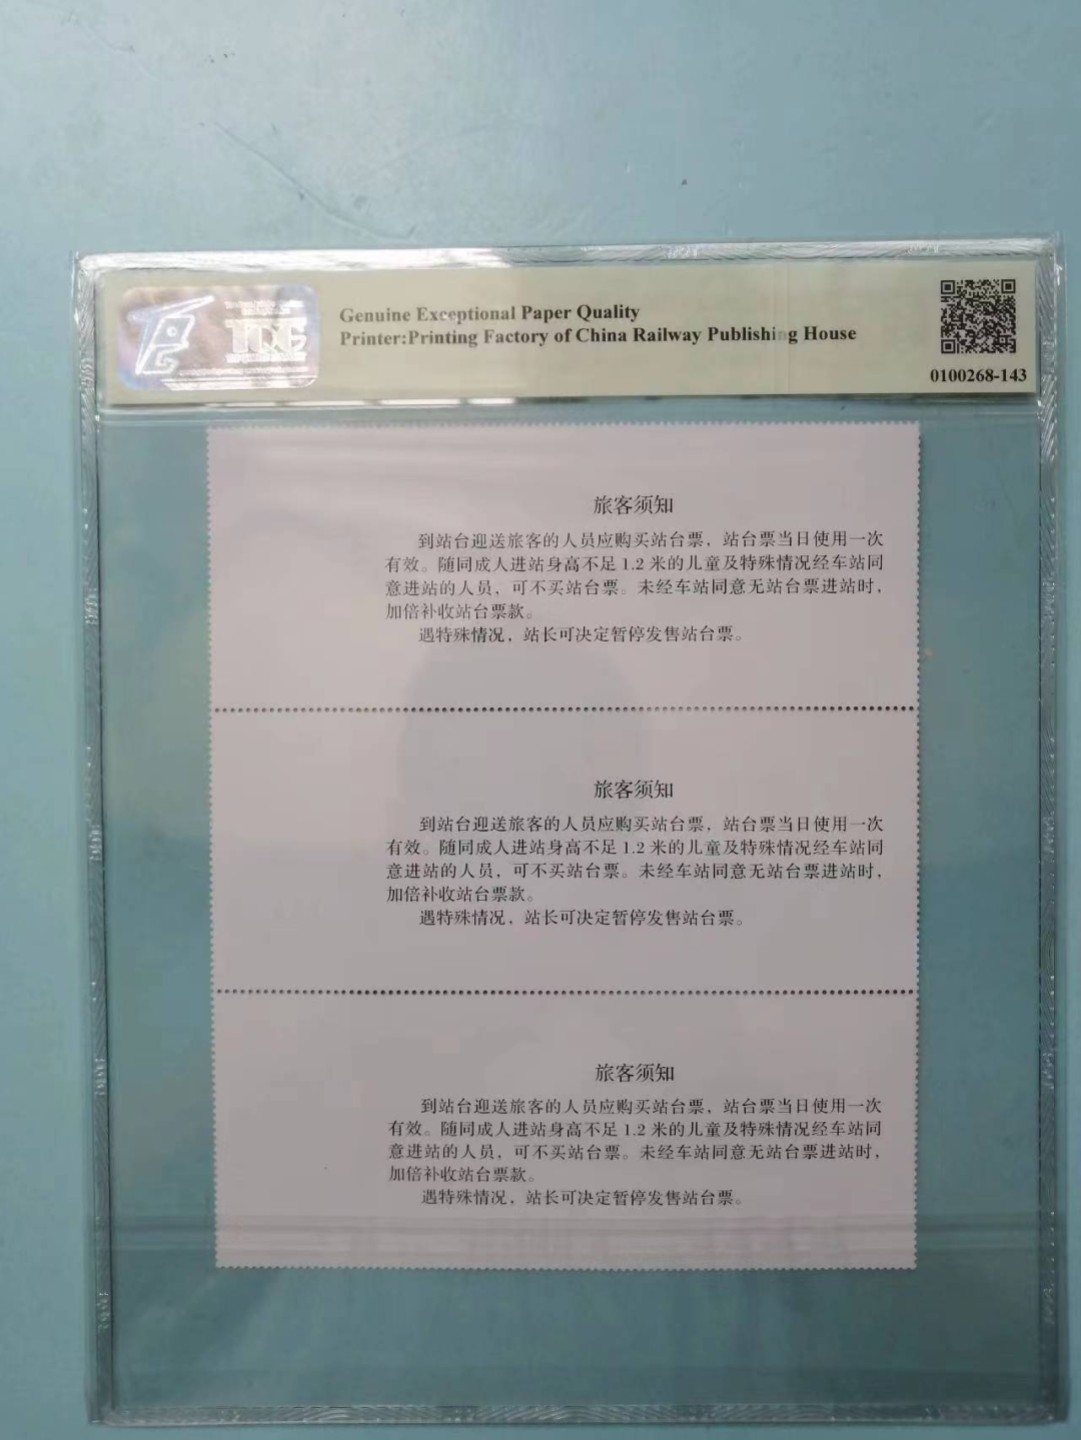 TQG
Genuine Exceptional Paper Quality
Printer:Printing Factory of China Railway Publishing House
0100268-143
旅客须知
到站台迎送旅客的人员应购买站台票，站台票当日使用一次
有效。随同成人进站身高不足1.2米的儿童及特殊情况经车站同
意进站的人员，可不买站台票。未经车站同意无站台票进站时，
加倍补收站台票款。
遇特殊情况，站长可决定暂停发售站台票。
旅客须知
到站台迎送旅客的人员应购买站台票，站台票当日使用一次
有效。随同成人进站身高不足1.2米的儿童及特殊情况经车站同
意进站的人员，可不买站台票。未经车站同意无站台票进站时，
加倍补收站台票款。
遇特殊情况，站长可决定暂停发售站台票。
旅客须知
到站台迎送旅客的人员应购买站台票，站台票当日使用一次
有效。随同成人进站身高不足1.2米的儿童及特殊情况经车站同
意进站的人员，可不买站台票。未经车站同意无站台票进站时，
加倍补收站台票款。
遇特殊情况，站长可决定暂停发售站台票。